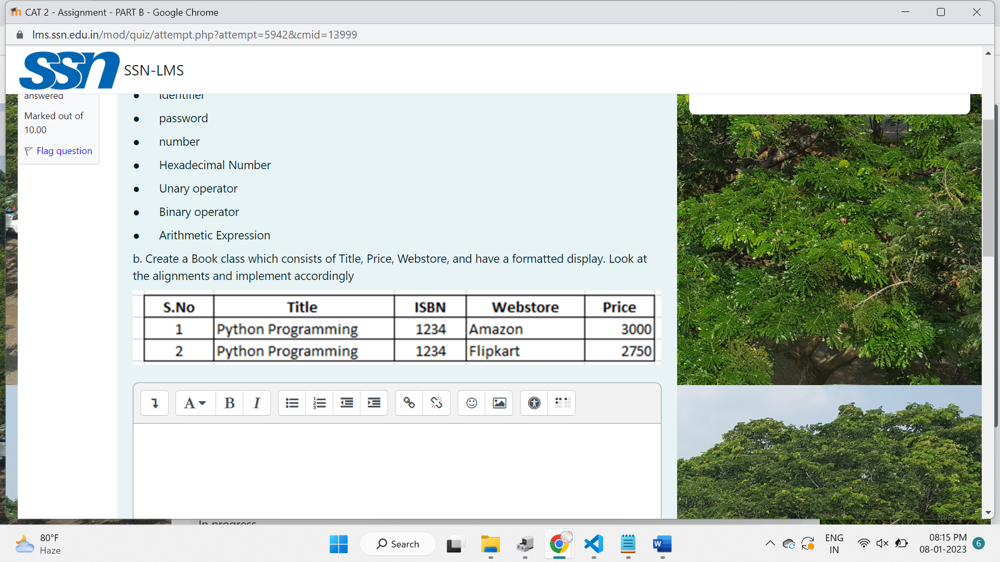 CAT 2 - Assignment - PART B - Google Chrome
lms.ssn.edu.in/mod/quiz/attempt.php?attempt=5942&cmid=13999
ssn SSN-LMS
answered
Marked out of
10.00
Flag question
● identifier
● password
● number
● Hexadecimal Number
● Unary operator
● Binary operator
● Arithmetic Expression
b. Create a Book class which consists of Title, Price, Webstore, and have a formatted display. Look at
the alignments and implement accordingly
S.No Title ISBN Webstore Price
1 Python Programming 1234 Amazon 3000
2 Python Programming 1234 Flipkart 2750
A B I
In progress
80°F
Haze
Search
W
ENG
IN
08:15 PM
08-01-2023
6